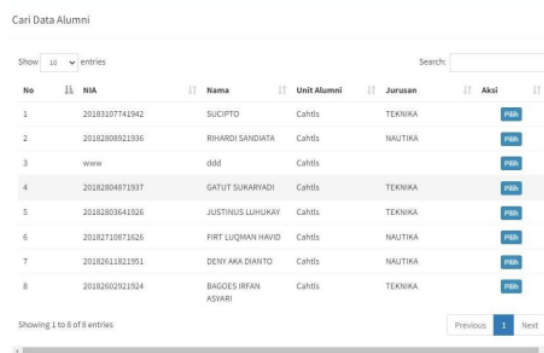 Cari Data Alumni
Show 10 entries Search:
No NIA Nama Unit Alumni Jurusan Aksi
1 20183107741942 SUCIPTO Cahtls TEKNIKA Pilih
2 20182808921936 RIHARDI SANDIATA Cahtls NAUTIKA Pilih
3 www ddd Cahtls Pilih
4 20182804871937 GATUT SUKARYADI Cahtls TEKNIKA Pilih
5 20182803641926 JUSTINUS LUHUKAY Cahtls TEKNIKA Pilih
6 20182710871626 FIRT LUQMAN HAVID Cahtls NAUTIKA Pilih
7 20182611821951 DENY AKA DIANTO Cahtls NAUTIKA Pilih
8 20182602921924 BAGOES IRFAN Cahtls TEKNIKA Pilih
ASYARI
Showing 1 to 8 of 8 entries Previous 1 Next